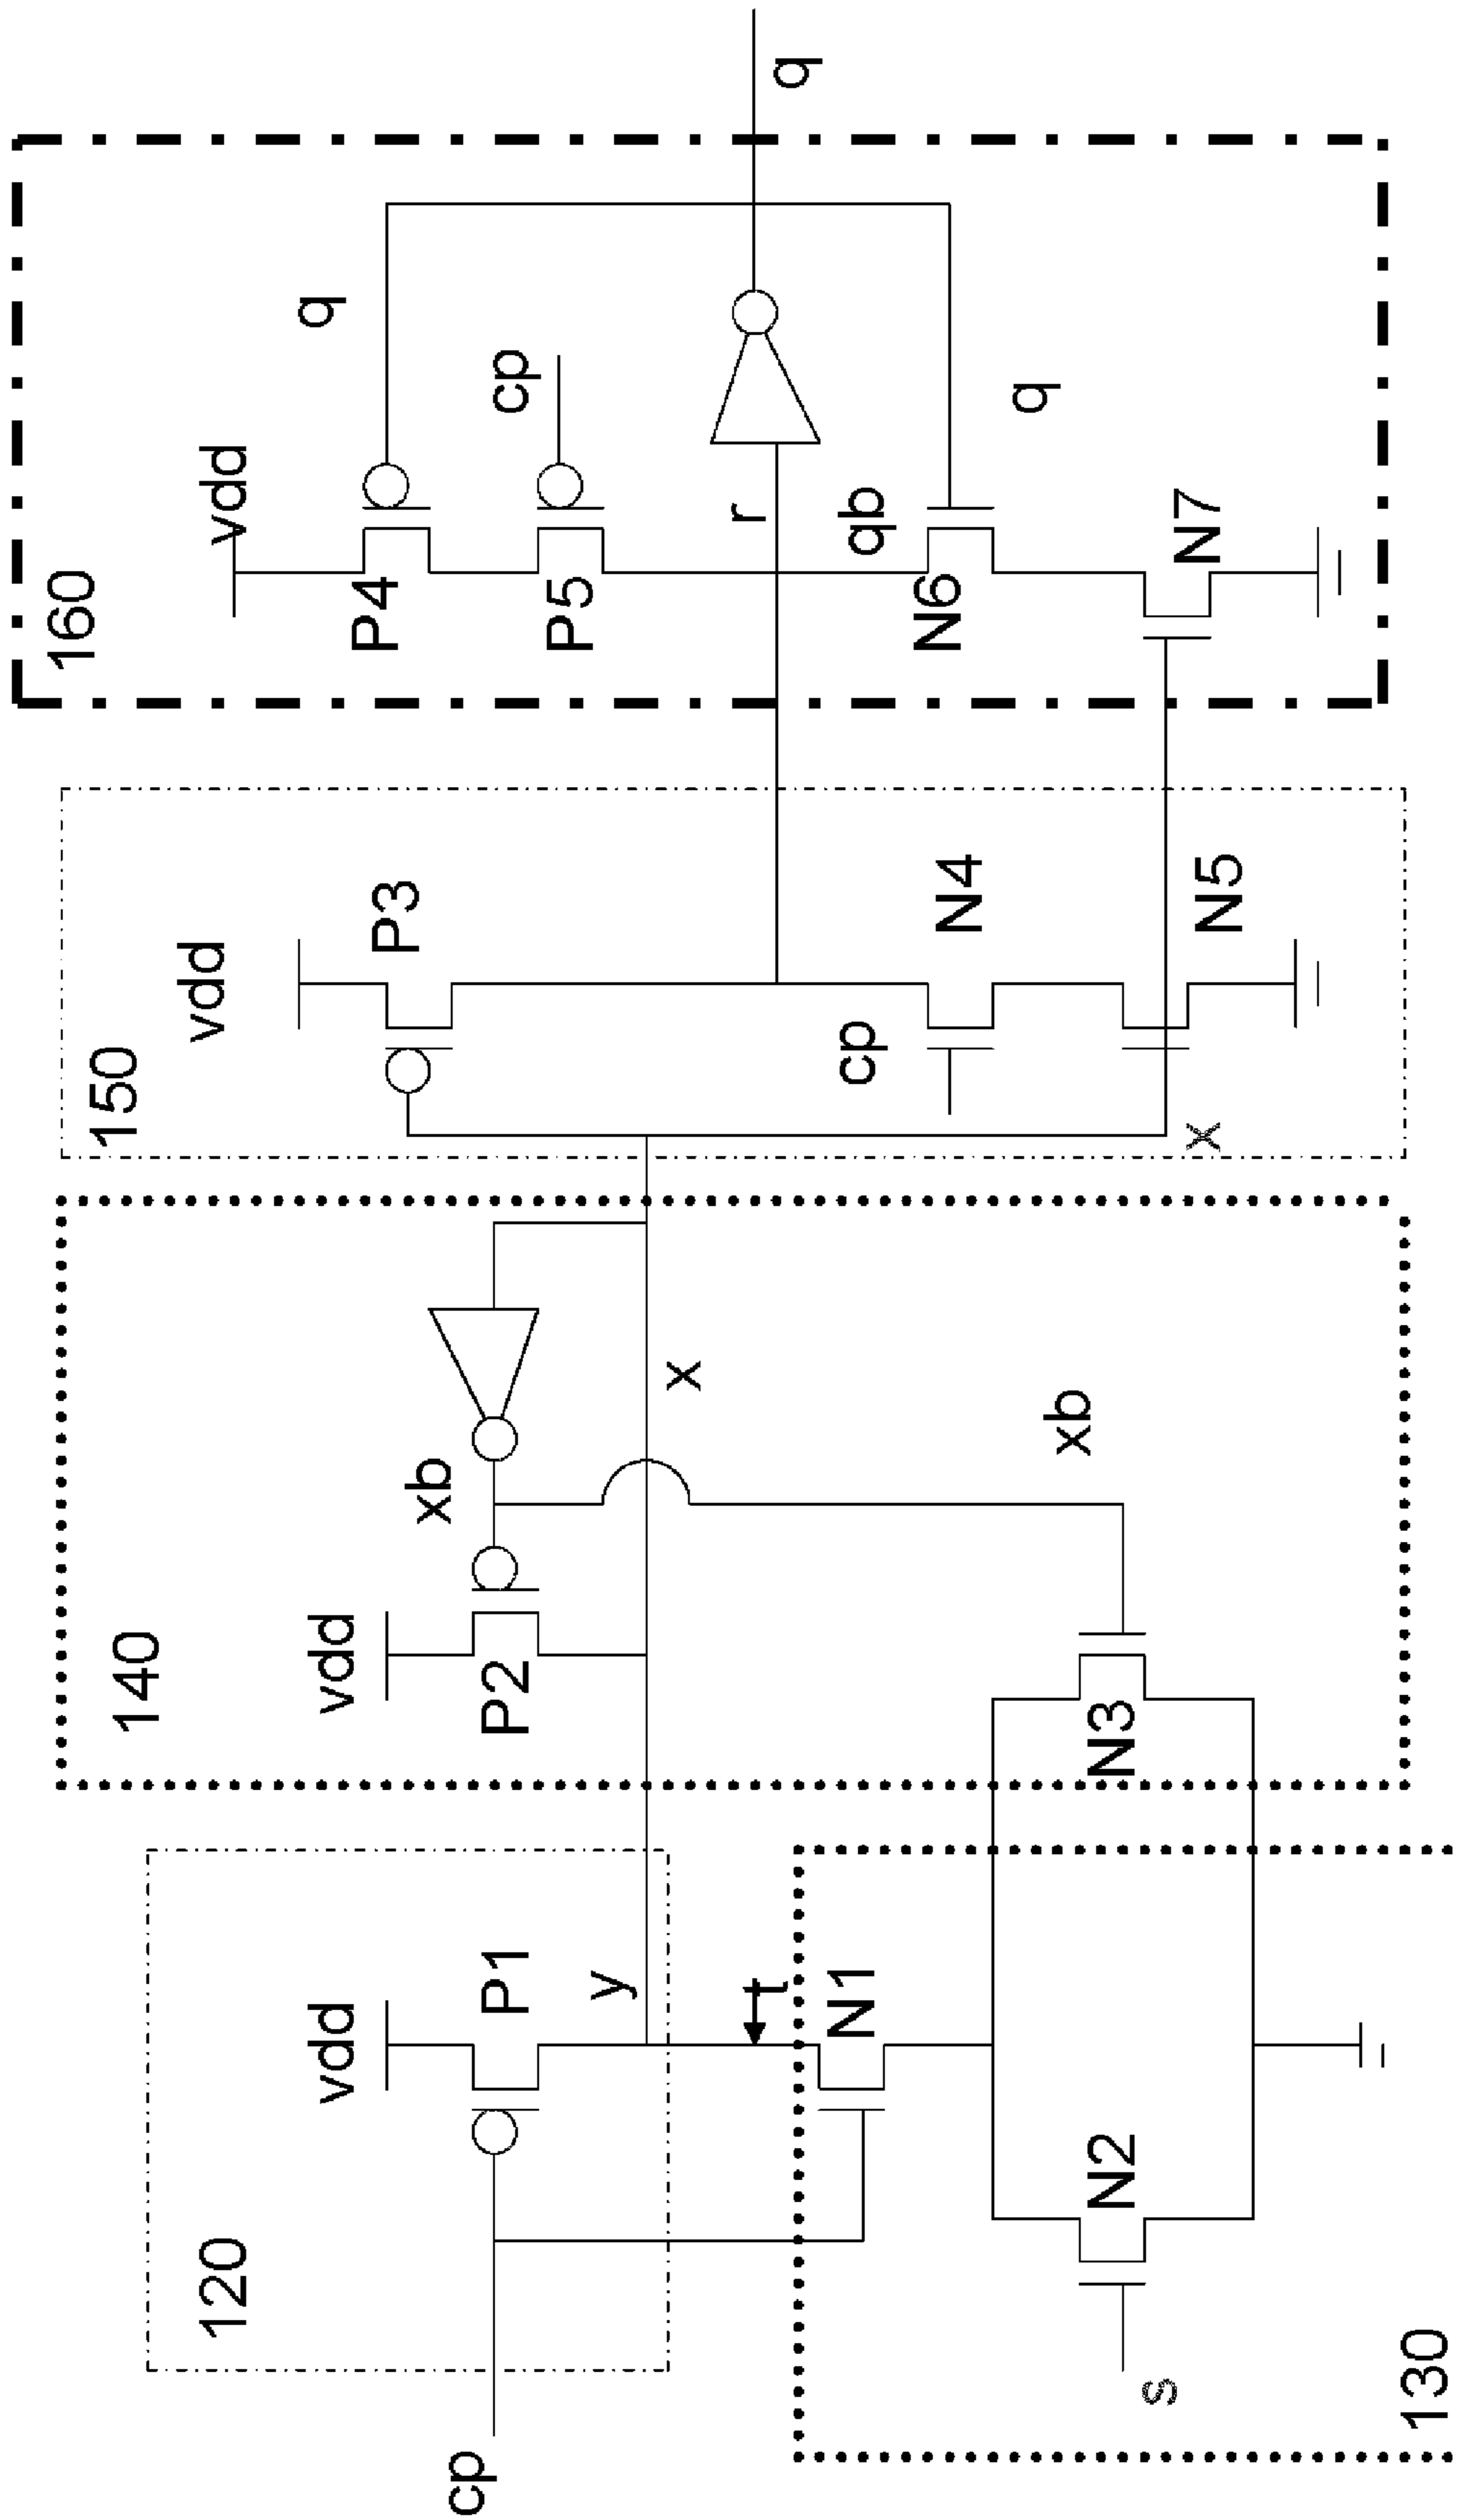 160
vdd
q
P4
cp
P5
q
r
qb
q
N6
N7
150
vdd
P3
cp
N4
x
N5
140
vdd
xb
P2
x
xb
N3
120
vdd
P1
y
t
N1
cp
N2
s
130